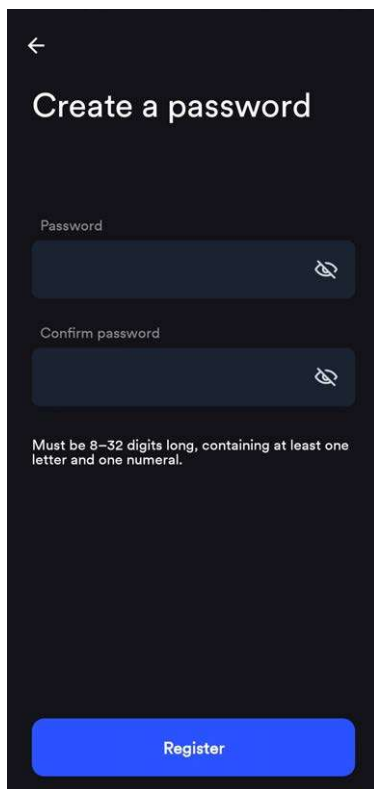 Create a password
Password
Confirm password
Must be 8–32 digits long, containing at least one
letter and one numeral.
Register